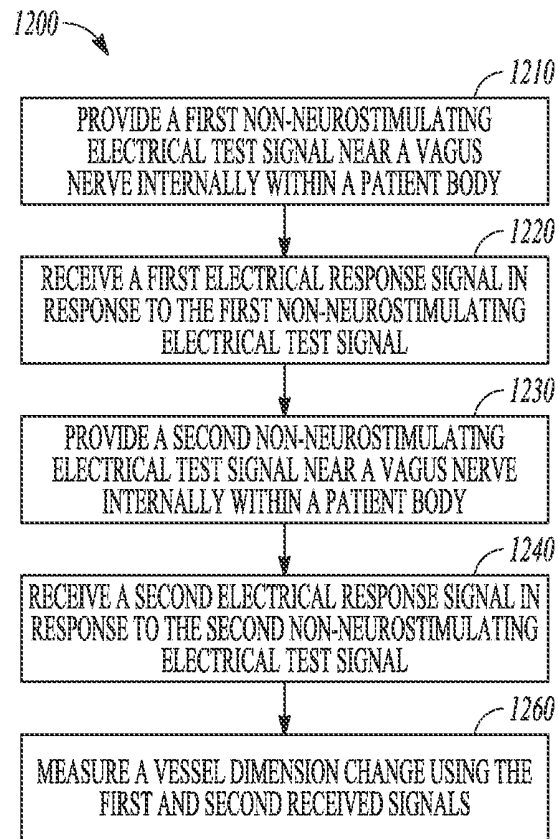 1200
1210
PROVIDE A FIRST NON-NEUROSTIMULATING
ELECTRICAL TEST SIGNAL NEAR A VAGUS
NERVE INTERNALLY WITHIN A PATIENT BODY
1220
RECEIVE A FIRST ELECTRICAL RESPONSE SIGNAL IN
RESPONSE TO THE FIRST NON-NEUROSTIMULATING
ELECTRICAL TEST SIGNAL
1230
PROVIDE A SECOND NON-NEUROSTIMULATING
ELECTRICAL TEST SIGNAL NEAR A VAGUS NERVE
INTERNALLY WITHIN A PATIENT BODY
1240
RECEIVE A SECOND ELECTRICAL RESPONSE SIGNAL IN
RESPONSE TO THE SECOND NON-NEUROSTIMULATING
ELECTRICAL TEST SIGNAL
1260
MEASURE A VESSEL DIMENSION CHANGE USING THE
FIRST AND SECOND RECEIVED SIGNALS